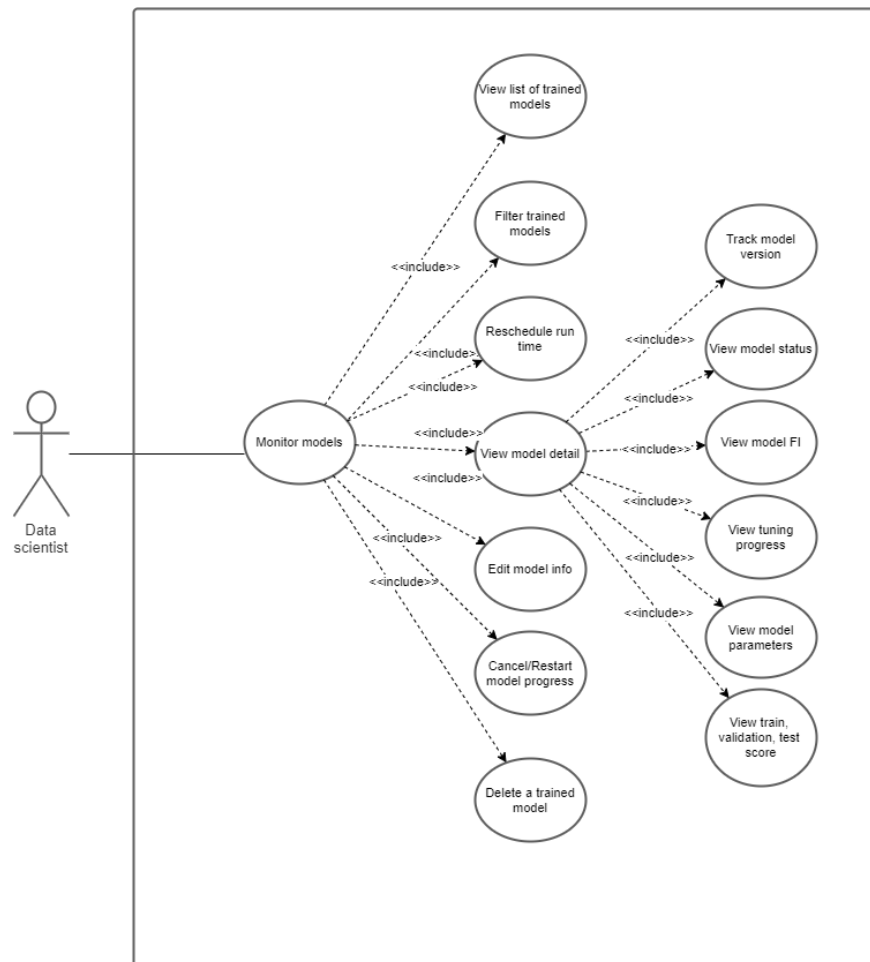 View list of trained
models
Filter trained
models
Track model
version
<<include>>
<<include>>
Reschedule run
time
View model status
<<include>>
<<include>>
<<include>>
Monitor models
<<include>>
View model detail
<<include>>
View model FI
<<include>>
<<include>>
Data
scientist
<<include>>
View tuning
progress
<<include>>
Edit model info
<<include>>
<<include>>
View model
parameters
Cancel/Restart
model progress
View train,
validation, test
score
Delete a trained
model